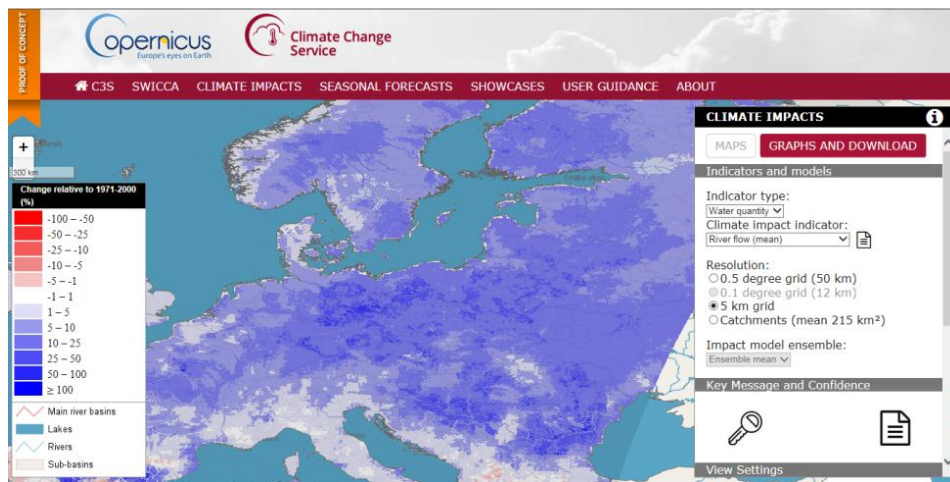 PROOF OF CONCEPT
opernicus
Europe's eyes on Earth
Climate Change
Service
C3S SWICCA CLIMATE IMPACTS SEASONAL FORECASTS SHOWCASES USER GUIDANCE ABOUT
+
300 km
Change relative to 1971-2000
(%)
-100 – -50
-50 – -25
-25 – -10
-10 – -5
-5 – -1
-1 – 1
1 – 5
5 – 10
10 – 25
25 – 50
50 – 100
≥ 100
Main river basins
Lakes
Rivers
Sub-basins
CLIMATE IMPACTS i
MAPS GRAPHS AND DOWNLOAD
Indicators and models
Indicator type:
Water quantity
Climate impact indicator:
River flow (mean)
Resolution:
0.5 degree grid (50 km)
0.1 degree grid (12 km)
5 km grid
Catchments (mean 215 km²)
Impact model ensemble:
Ensemble mean
Key Message and Confidence
View Settings